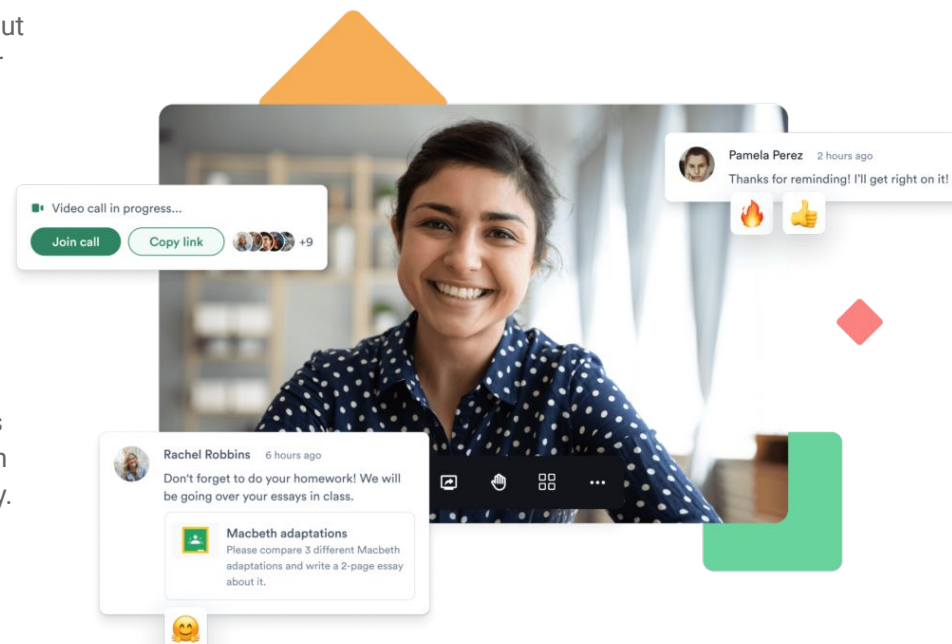 Pamela Perez 2 hours ago
Thanks for reminding! I'll get right on it!
Video call in progress...
Join call Copy link +9
Rachel Robbins 6 hours ago
Don't forget to do your homework! We will
be going over your essays in class.
Macbeth adaptations
Please compare 3 different Macbeth
adaptations and write a 2-page essay
about it.